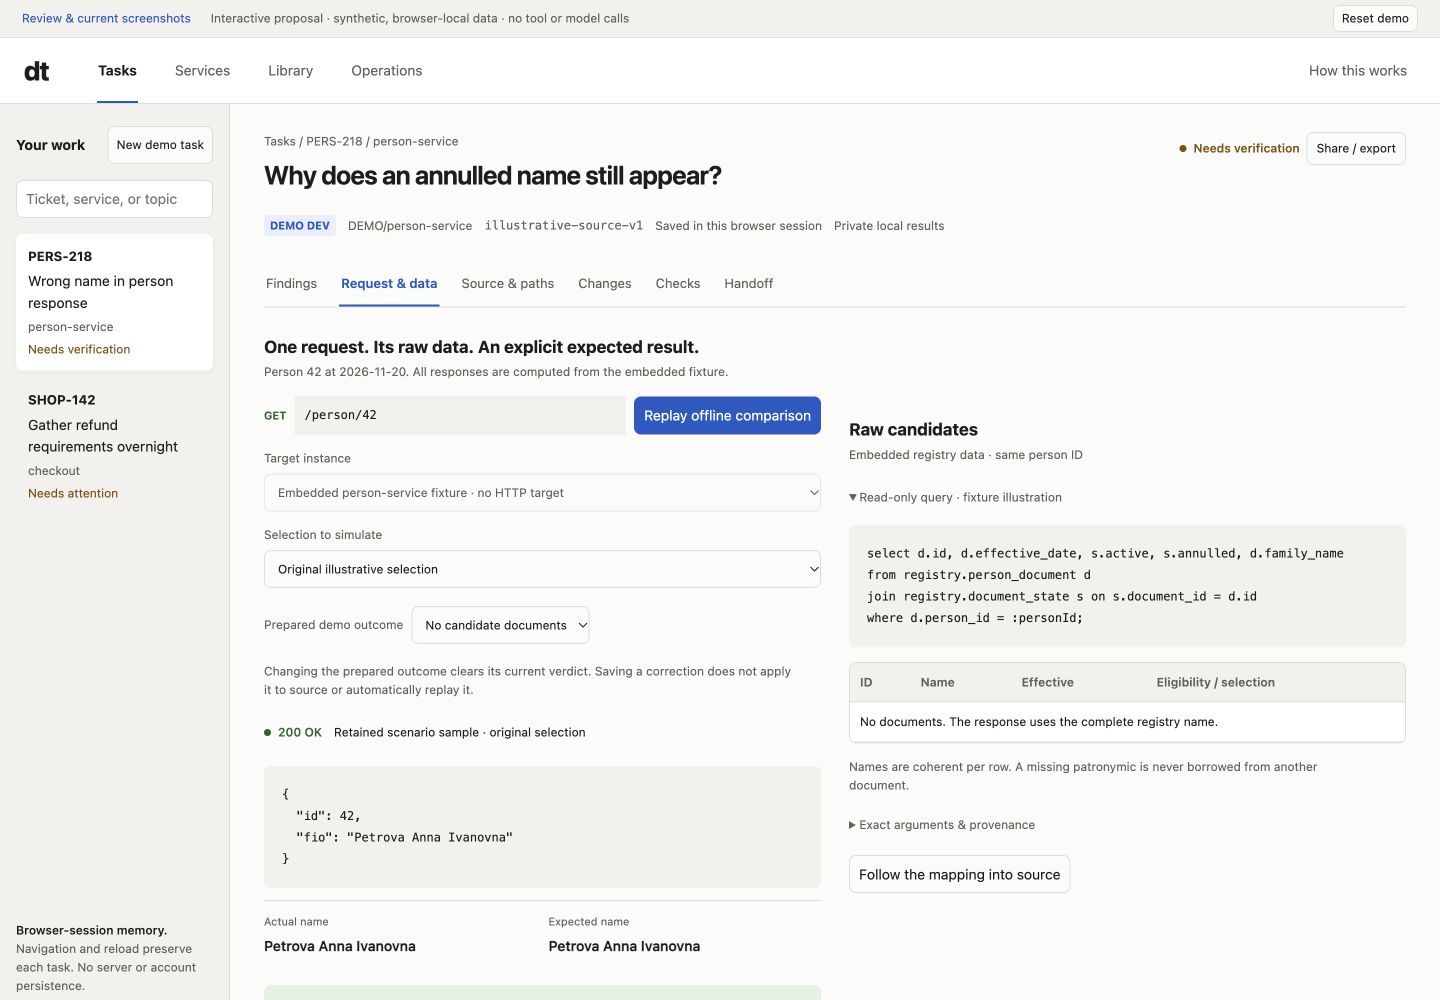 Review & current screenshots
Interactive proposal · synthetic, browser-local data · no tool or model calls
Reset demo
dt
Tasks
Services
Library
Operations
How this works
Your work
New demo task
Ticket, service, or topic
PERS-218
Wrong name in person
response
person-service
Needs verification
SHOP-142
Gather refund
requirements overnight
checkout
Needs attention
Browser-session memory.
Navigation and reload preserve
each task. No server or account
persistence.
Tasks / PERS-218 / person-service
Needs verification
Share / export
Why does an annulled name still appear?
DEMO DEV
DEMO/person-service
illustrative-source-v1
Saved in this browser session
Private local results
Findings
Request & data
Source & paths
Changes
Checks
Handoff
One request. Its raw data. An explicit expected result.
Person 42 at 2026-11-20. All responses are computed from the embedded fixture.
GET
/person/42
Replay offline comparison
Target instance
Embedded person-service fixture · no HTTP target
Selection to simulate
Original illustrative selection
Prepared demo outcome
No candidate documents
Changing the prepared outcome clears its current verdict. Saving a correction does not apply
it to source or automatically replay it.
200 OK
Retained scenario sample · original selection
{
"id": 42,
"fio": "Petrova Anna Ivanovna"
}
Actual name
Petrova Anna Ivanovna
Expected name
Petrova Anna Ivanovna
Raw candidates
Embedded registry data · same person ID
Read-only query · fixture illustration
select d.id, d.effective_date, s.active, s.annulled, d.family_name
from registry.person_document d
join registry.document_state s on s.document_id = d.id
where d.person_id = :personId;
ID
Name
Effective
Eligibility / selection
No documents. The response uses the complete registry name.
Names are coherent per row. A missing patronymic is never borrowed from another
document.
Exact arguments & provenance
Follow the mapping into source